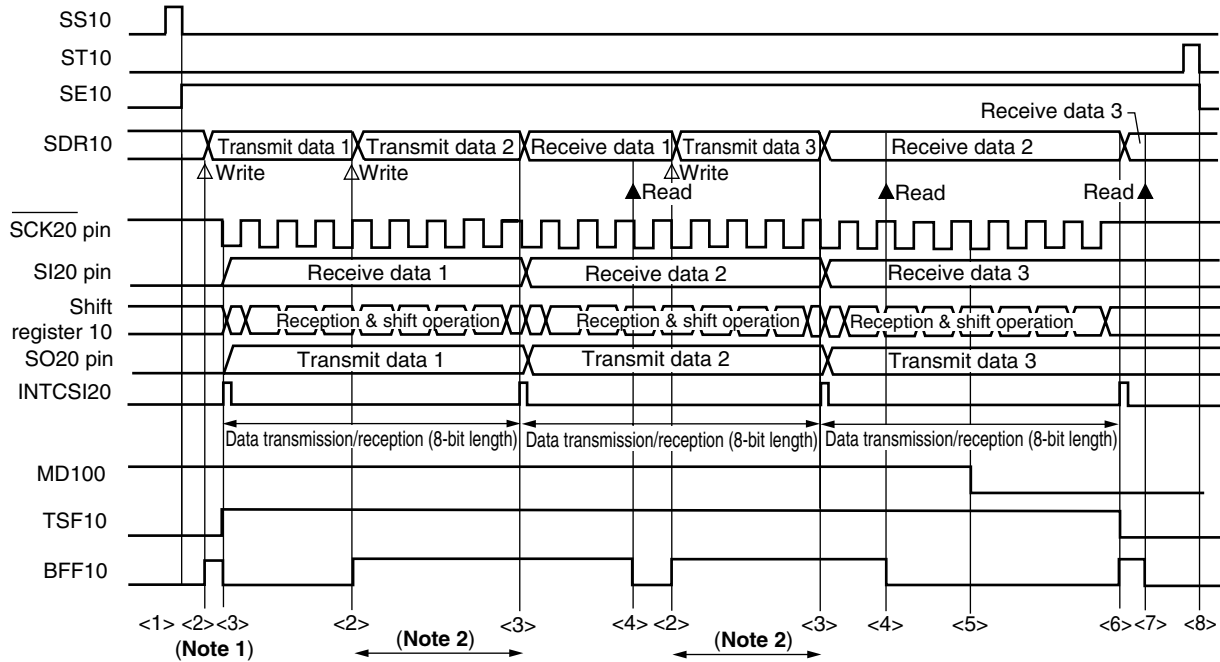 SS10
ST10
SE10
Receive data 3
SDR10
Transmit data 1
Transmit data 2
Receive data 1
Transmit data 3
Receive data 2
Write
Write
Write
Read
Read
Read
SCK20 pin
SI20 pin
Receive data 1
Receive data 2
Receive data 3
Shift
register 10
Reception & shift operation
Reception & shift operation
Reception & shift operation
SO20 pin
Transmit data 1
Transmit data 2
Transmit data 3
INTCSI20
Data transmission/reception (8-bit length)
Data transmission/reception (8-bit length)
Data transmission/reception (8-bit length)
MD100
TSF10
BFF10
<1> <2> <3> <2> <3> <4> <2> <3> <4> <5> <6> <7> <8>
(Note 1)
(Note 2)
(Note 2)